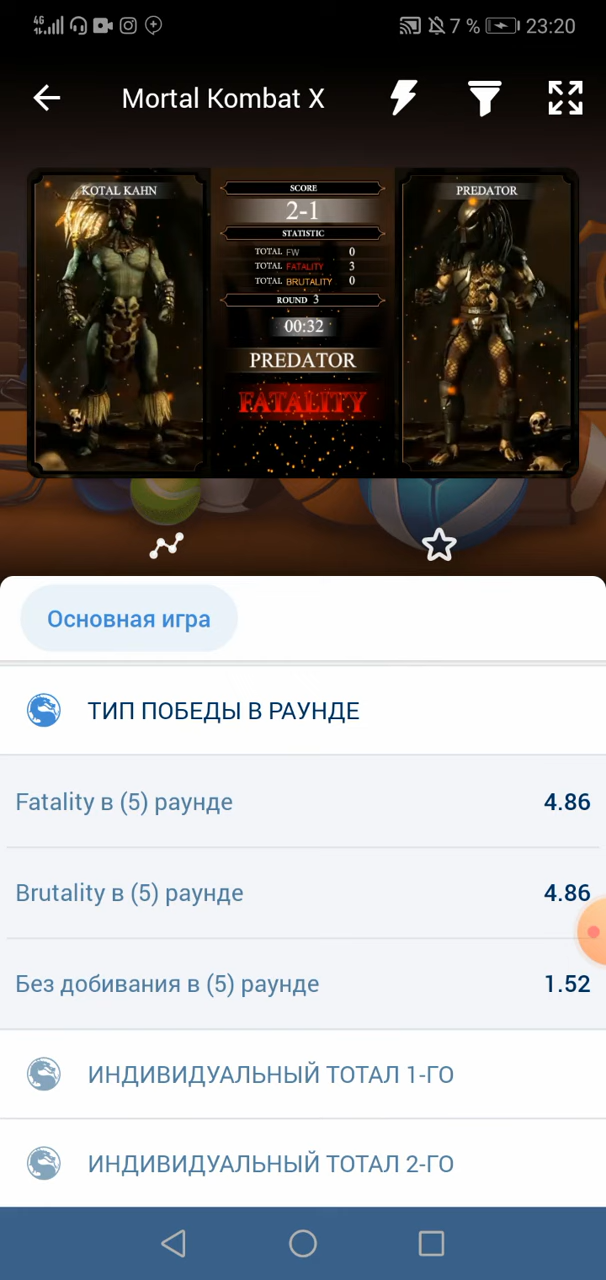 4G 7 % 23:20
Mortal Kombat X
KOTAL KAHN
SCORE
2-1
STATISTIC
TOTAL FW 0
TOTAL FATALITY 3
TOTAL BRUTALITY 0
ROUND 3
00:32
PREDATOR
FATALITY
PREDATOR
Основная игра
ТИП ПОБЕДЫ В РАУНДЕ
Fatality в (5) раунде 4.86
Brutality в (5) раунде 4.86
Без добивания в (5) раунде 1.52
ИНДИВИДУАЛЬНЫЙ ТОТАЛ 1-ГО
ИНДИВИДУАЛЬНЫЙ ТОТАЛ 2-ГО